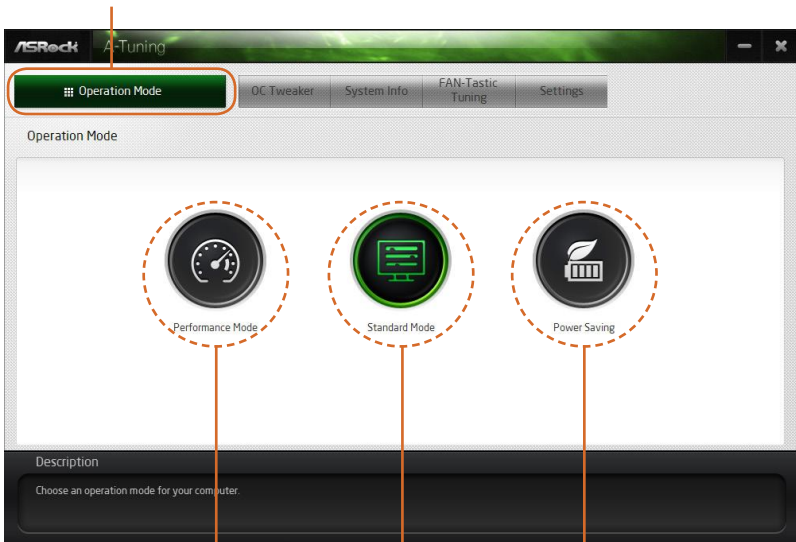 ASRock A-Tuning
Operation Mode OC Tweaker System Info FAN-Tastic Tuning Settings
Operation Mode
Performance Mode Standard Mode Power Saving
Description
Choose an operation mode for your computer.